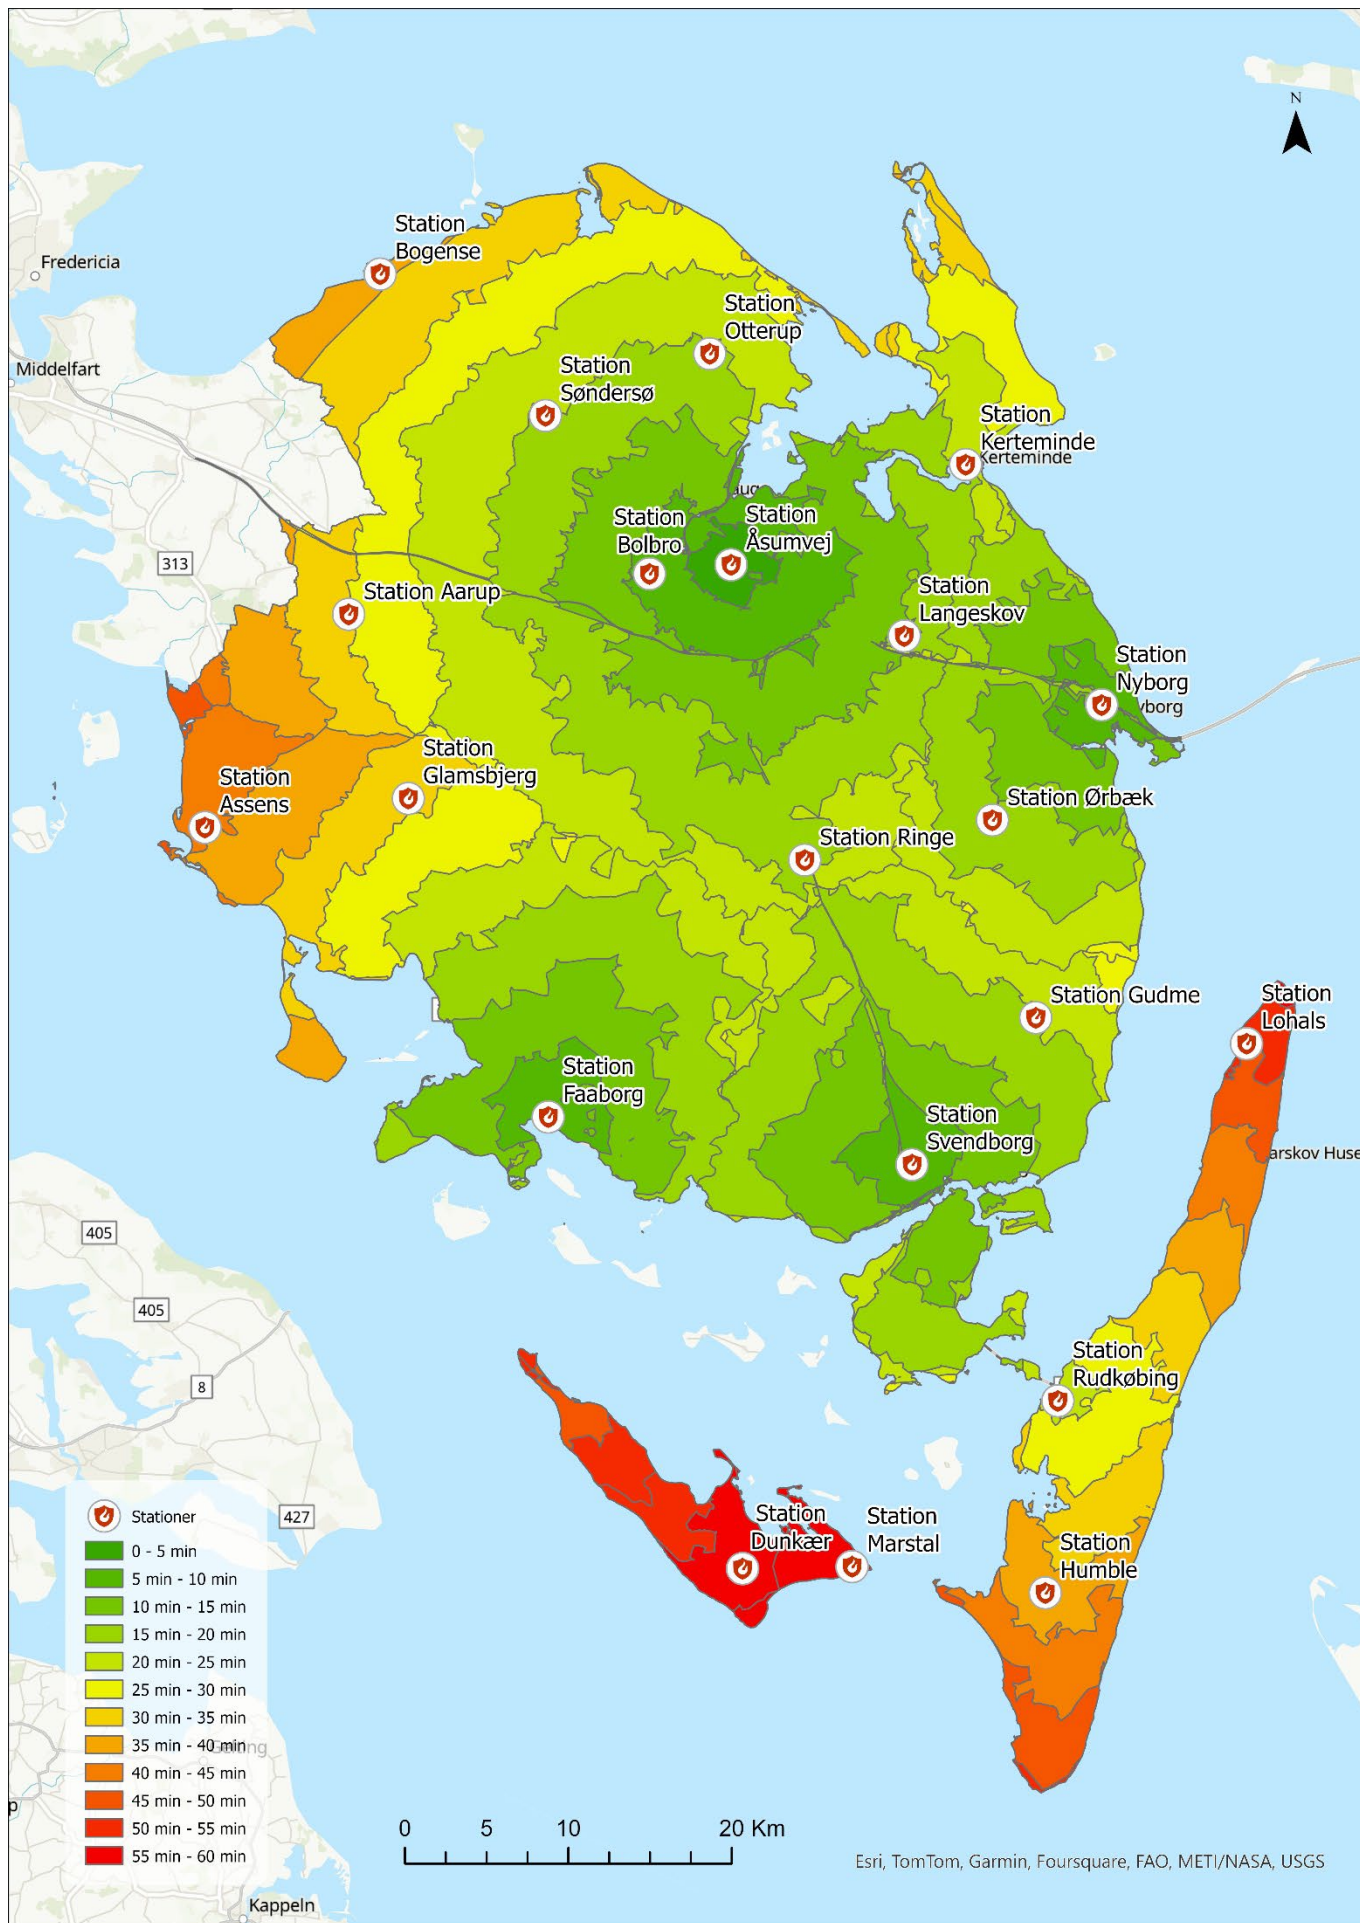 N
Station
Bogense
Fredericia
Station
Otterup
Middelfart
Station
Søndersø
Station
Kerteminde
Kerteminde
Station
Bolbro
Station
Åsumvej
313
Station Aarup
Station
Langeskov
Station
Nyborg
yborg
Station
Glamsbjerg
Station
Assens
Station Ørbæk
Station Ringe
Station Gudme
Station
Lohals
Station
Faaborg
Station
Svendborg
arskov Huse
405
405
8
Station
Rudkøbing
427
Station
Dunkær
Station
Marstal
Station
Humble
Stationer
0 - 5 min
5 min - 10 min
10 min - 15 min
15 min - 20 min
20 min - 25 min
25 min - 30 min
30 min - 35 min
35 min - 40 min
40 min - 45 min
45 min - 50 min
50 min - 55 min
55 min - 60 min
0 5 10 20 Km
Esri, TomTom, Garmin, Foursquare, FAO, METI/NASA, USGS
Kappeln